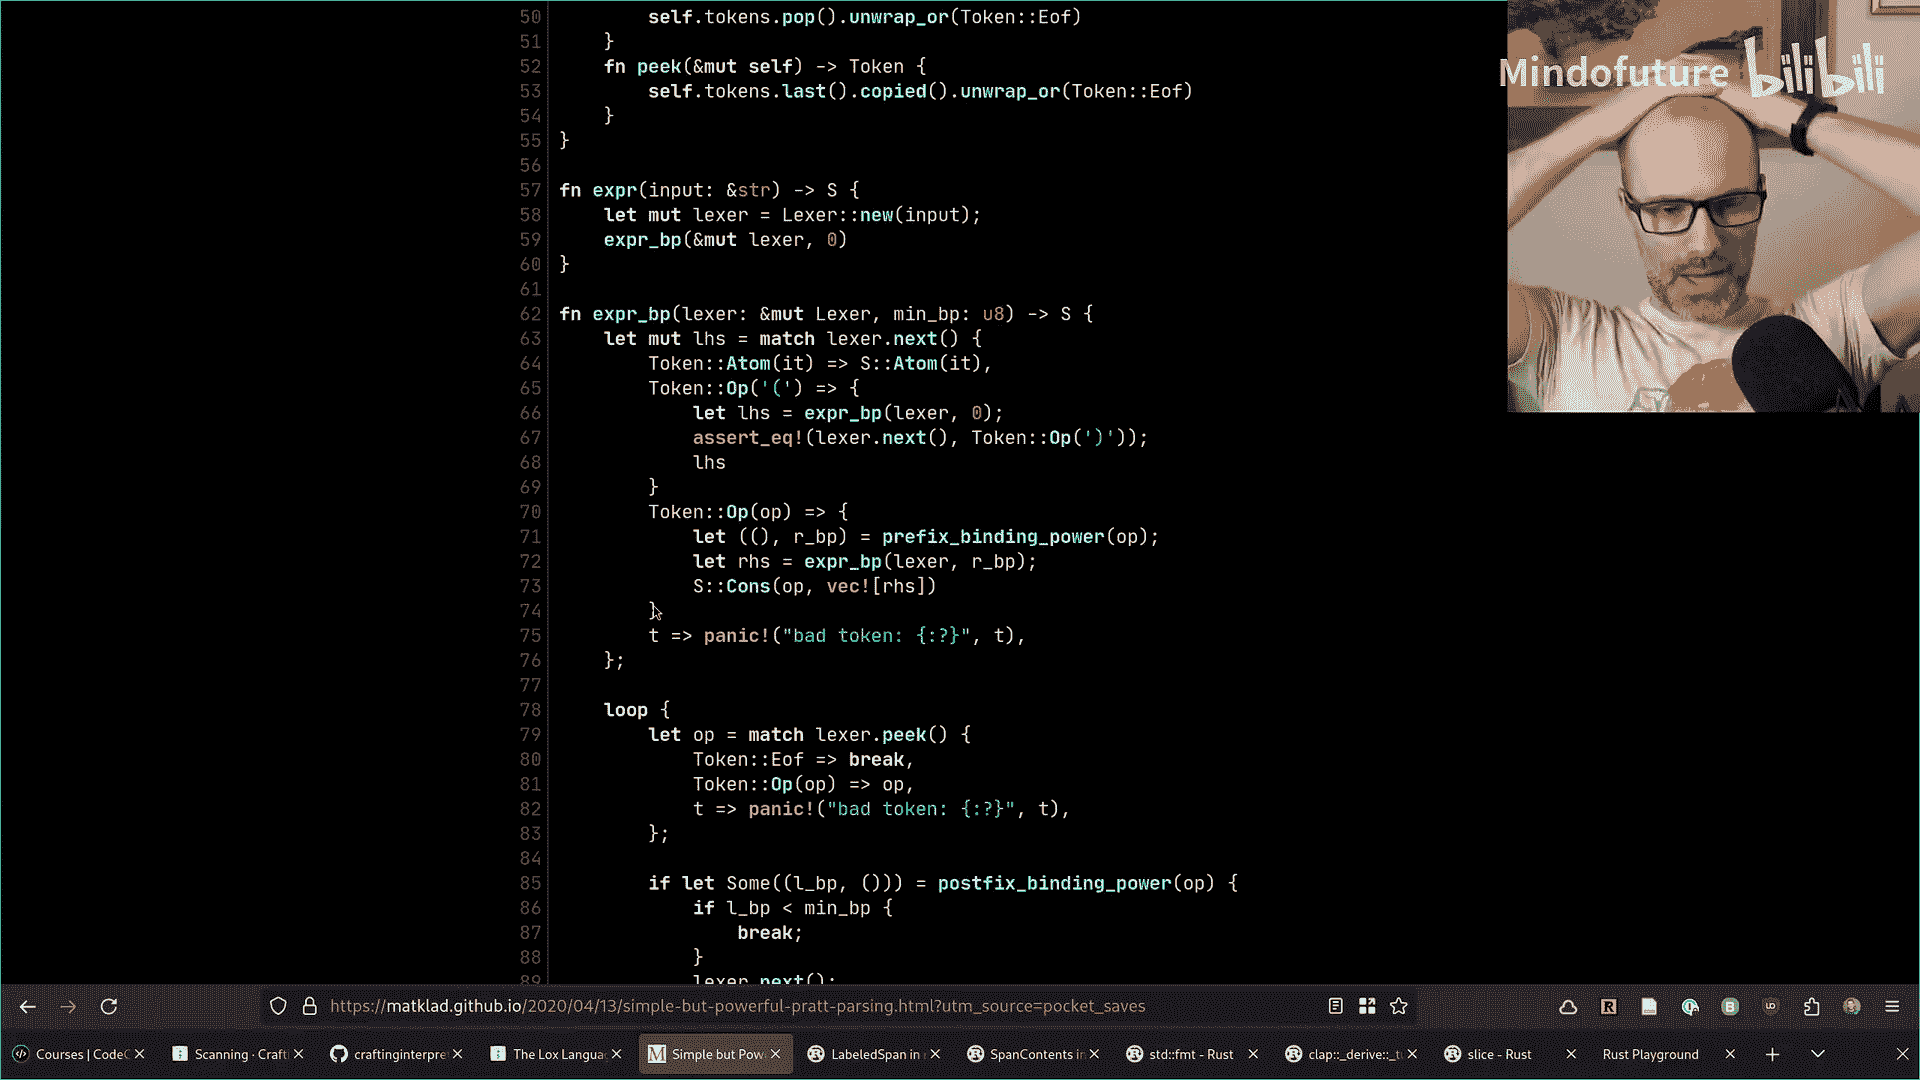 50 self.tokens.pop().unwrap_or(Token::Eof)
51 }
52 fn peek(&mut self) -> Token {
53 self.tokens.last().copied().unwrap_or(Token::Eof)
54 }
55 }
56
57 fn expr(input: &str) -> S {
58 let mut lexer = Lexer::new(input);
59 expr_bp(&mut lexer, 0)
60 }
61
62 fn expr_bp(lexer: &mut Lexer, min_bp: u8) -> S {
63 let mut lhs = match lexer.next() {
64 Token::Atom(it) => S::Atom(it),
65 Token::Op('(') => {
66 let lhs = expr_bp(lexer, 0);
67 assert_eq!(lexer.next(), Token::Op(')'));
68 lhs
69 }
70 Token::Op(op) => {
71 let ((), r_bp) = prefix_binding_power(op);
72 let rhs = expr_bp(lexer, r_bp);
73 S::Cons(op, vec![rhs])
74 }
75 t => panic!("bad token: {:?}", t),
76 };
77
78 loop {
79 let op = match lexer.peek() {
80 Token::Eof => break,
81 Token::Op(op) => op,
82 t => panic!("bad token: {:?}", t),
83 };
84
85 if let Some((l_bp, ())) = postfix_binding_power(op) {
86 if l_bp < min_bp {
87 break;
88 }
89 lexer.next();
Mindofuture bilibili
https://matklad.github.io/2020/04/13/simple-but-powerful-pratt-parsing.html?utm_source=pocket_saves
Courses | CodeC
Scanning · Craft
craftinginterpre
The Lox Langua
Simple but Pow
LabeledSpan in
SpanContents in
std::fmt - Rust
clap::_derive::_t
slice - Rust
Rust Playground